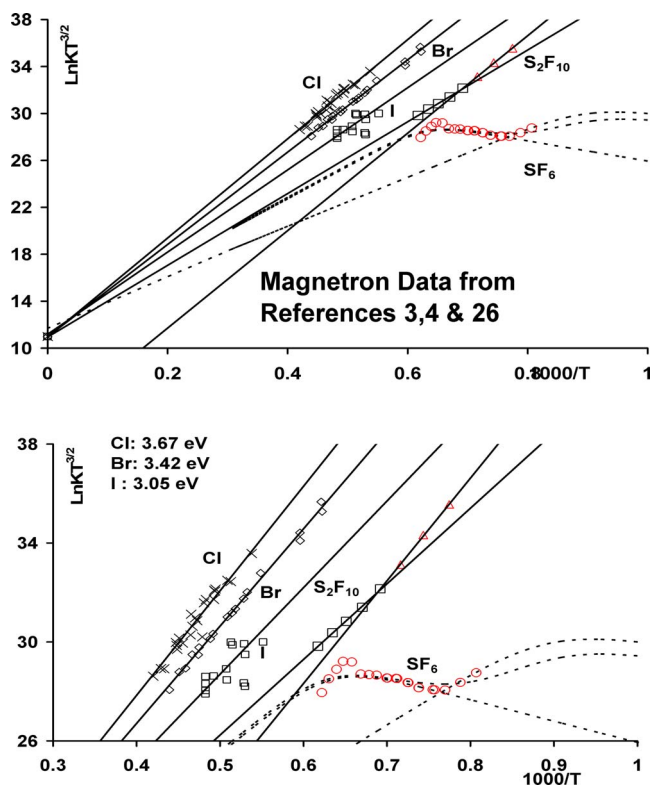 38
34
30
26
22
18
14
10
LnKT3/2
Cl
Br
I
S2F10
SF6
Magnetron Data from
References 3,4 & 26
0 0.2 0.4 0.6 0.8 1
1000/T
Cl: 3.67 eV
Br: 3.42 eV
I : 3.05 eV
38
34
30
26
LnKT3/2
Cl
Br
S2F10
I
SF6
0.3 0.4 0.5 0.6 0.7 0.8 0.9 1
1000/T